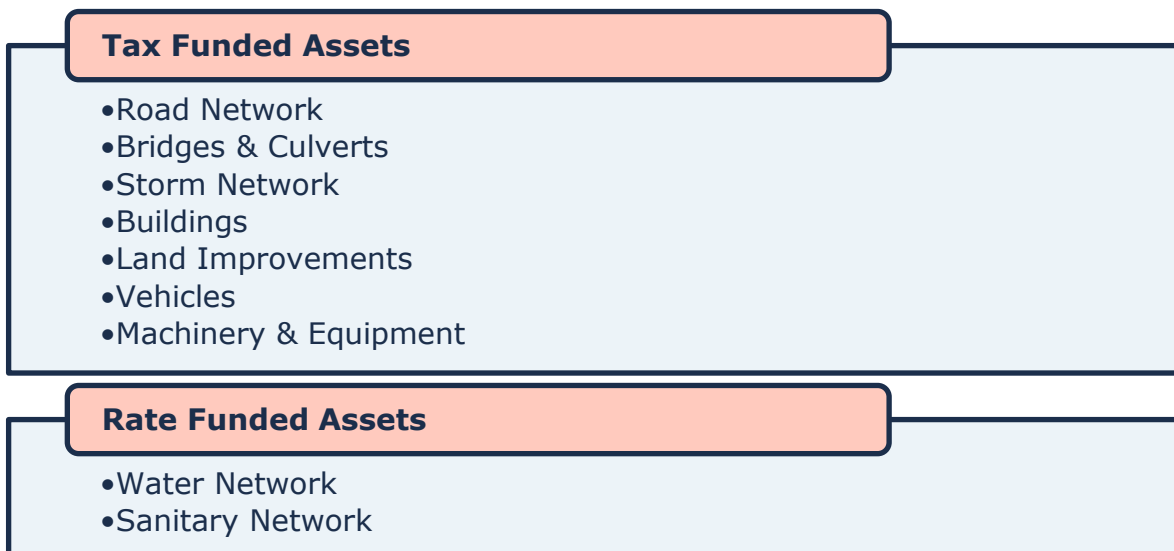 Tax Funded Assets
•Road Network
•Bridges & Culverts
•Storm Network
•Buildings
•Land Improvements
•Vehicles
•Machinery & Equipment
Rate Funded Assets
•Water Network
•Sanitary Network